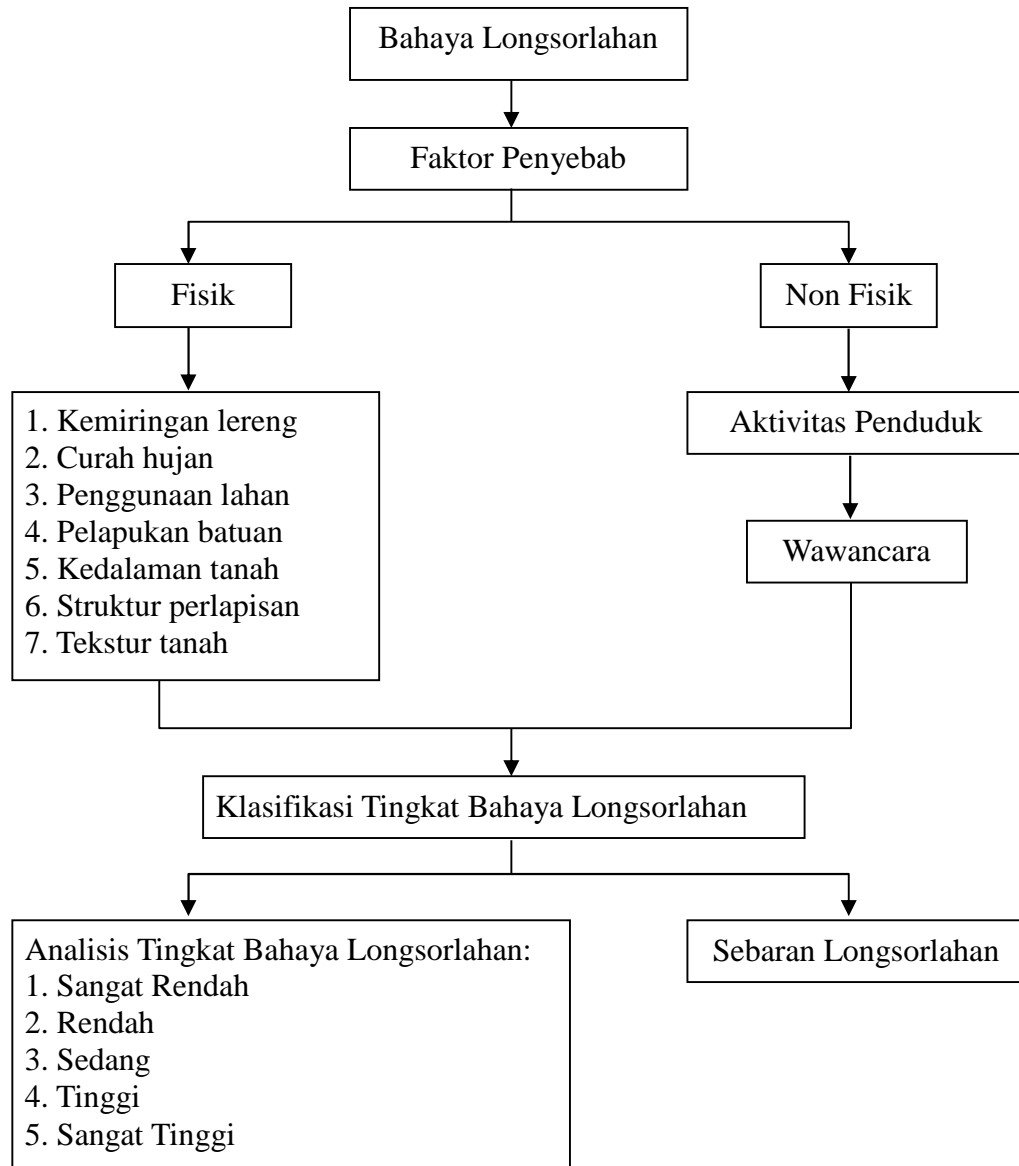 Bahaya Longsorlahan
Faktor Penyebab
Fisik
Non Fisik
1. Kemiringan lereng
2. Curah hujan
3. Penggunaan lahan
4. Pelapukan batuan
5. Kedalaman tanah
6. Struktur perlapisan
7. Tekstur tanah
Aktivitas Penduduk
Wawancara
Klasifikasi Tingkat Bahaya Longsorlahan
Analisis Tingkat Bahaya Longsorlahan:
1. Sangat Rendah
2. Rendah
3. Sedang
4. Tinggi
5. Sangat Tinggi
Sebaran Longsorlahan